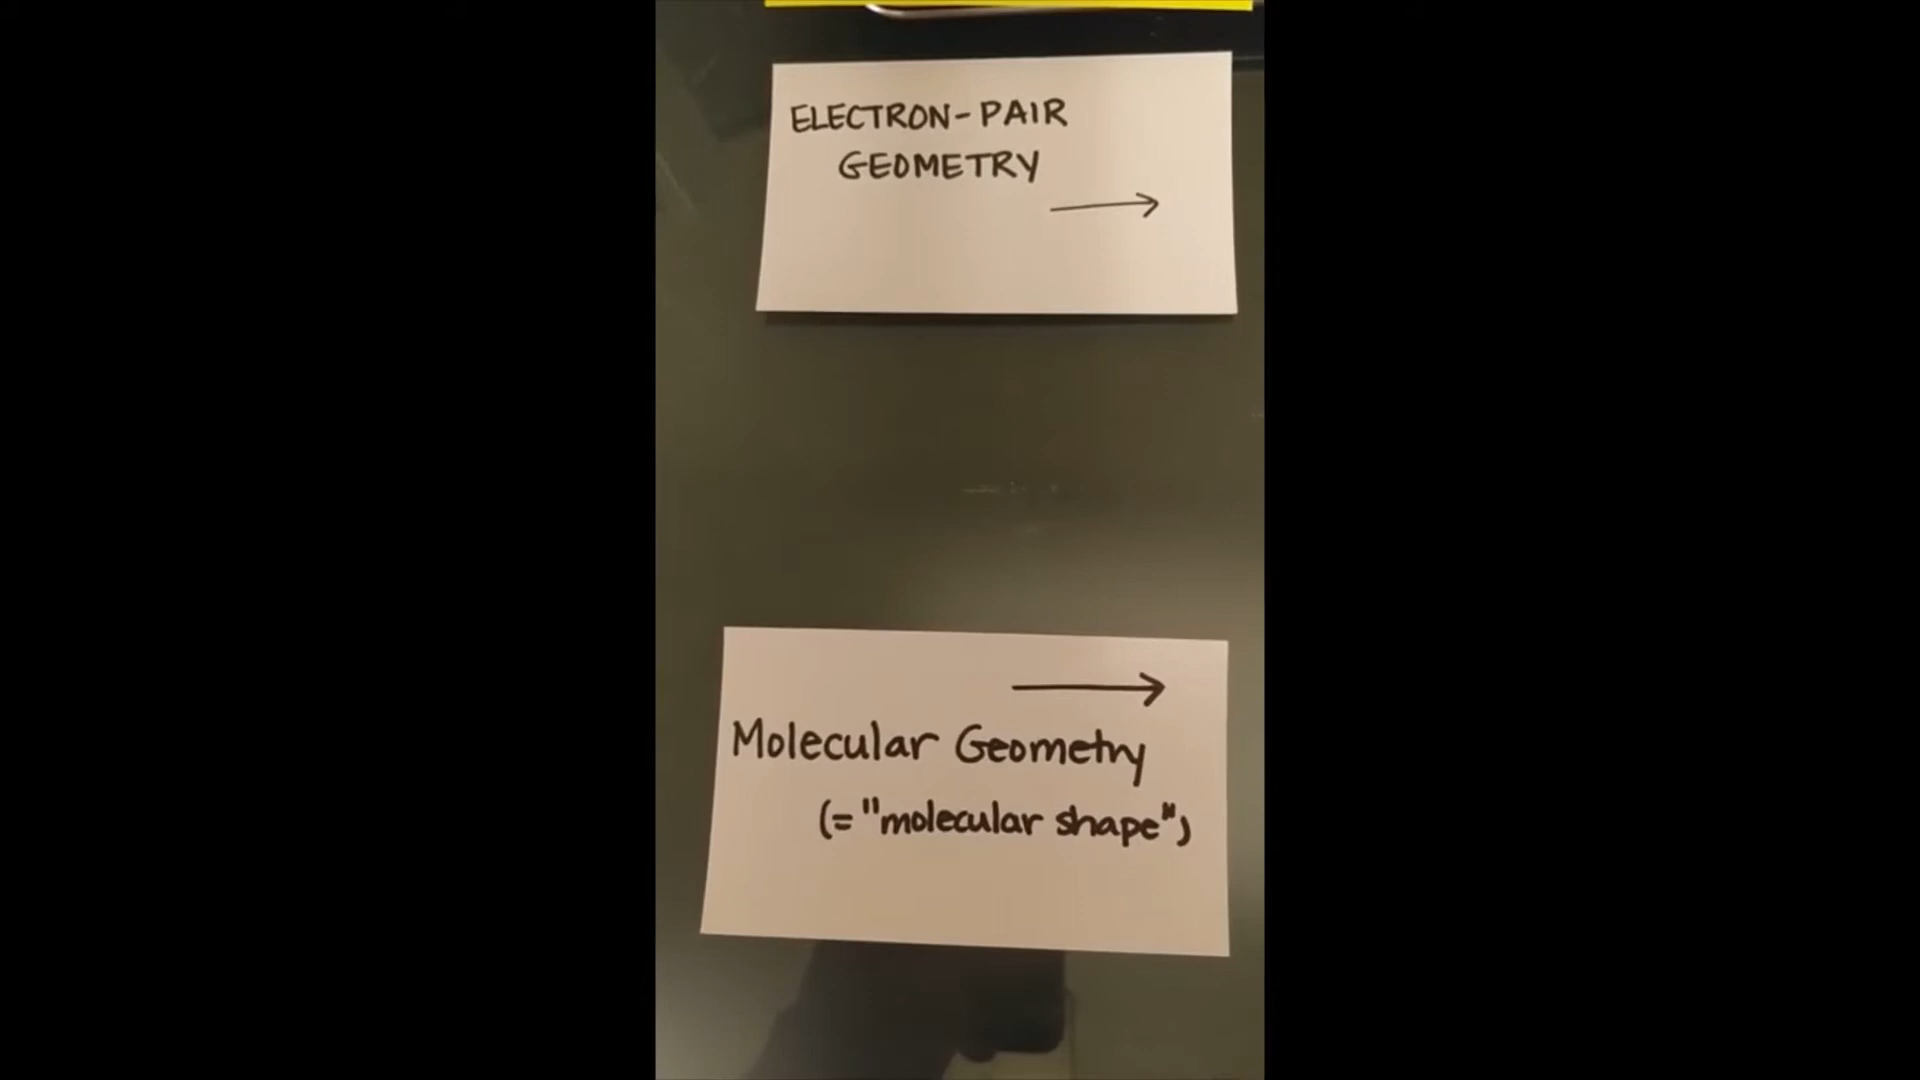 ELECTRON-PAIR
GEOMETRY
→
→
Molecular Geometry
(= "molecular shape")